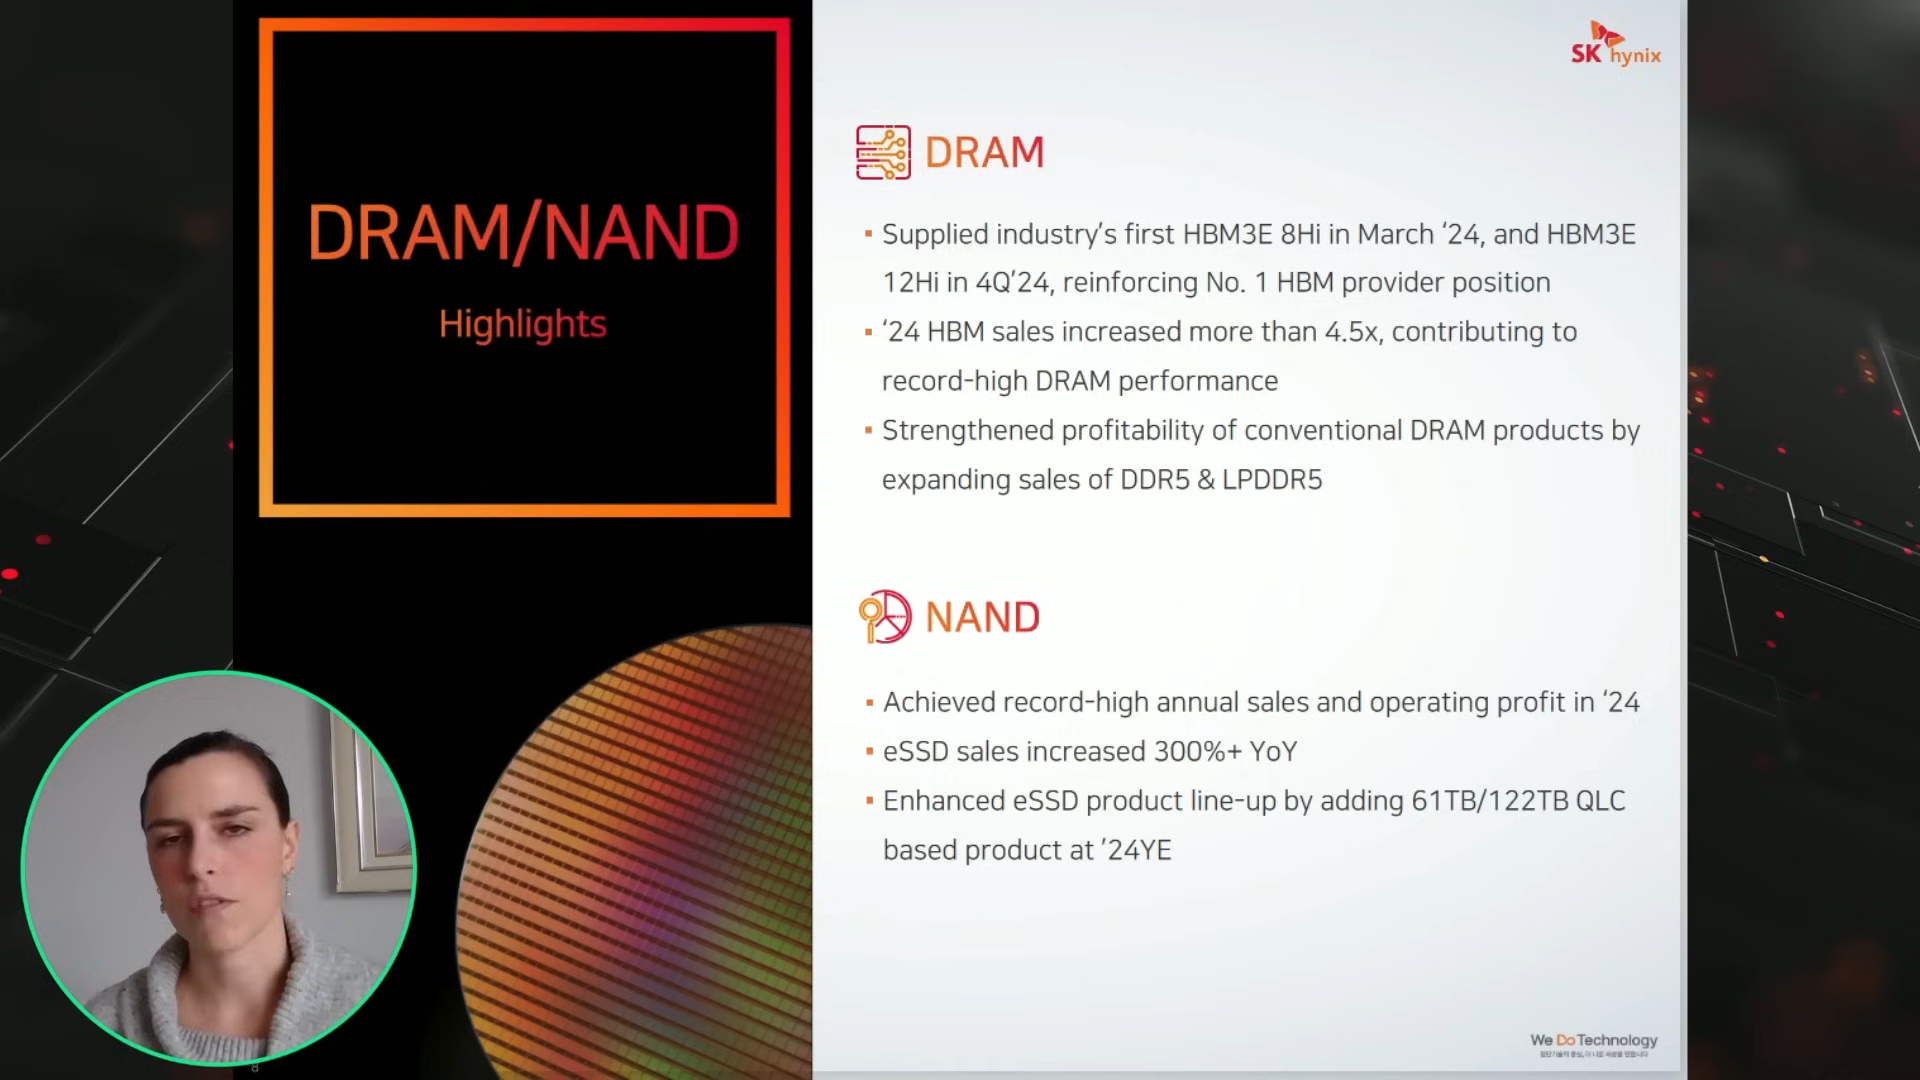 DRAM/NAND
Highlights
SK hynix
DRAM
▪ Supplied industry’s first HBM3E 8Hi in March ‘24, and HBM3E
12Hi in 4Q’24, reinforcing No. 1 HBM provider position
▪ ‘24 HBM sales increased more than 4.5x, contributing to
record-high DRAM performance
▪ Strengthened profitability of conventional DRAM products by
expanding sales of DDR5 & LPDDR5
NAND
▪ Achieved record-high annual sales and operating profit in ‘24
▪ eSSD sales increased 300%+ YoY
▪ Enhanced eSSD product line-up by adding 61TB/122TB QLC
based product at ’24YE
We Do Technology